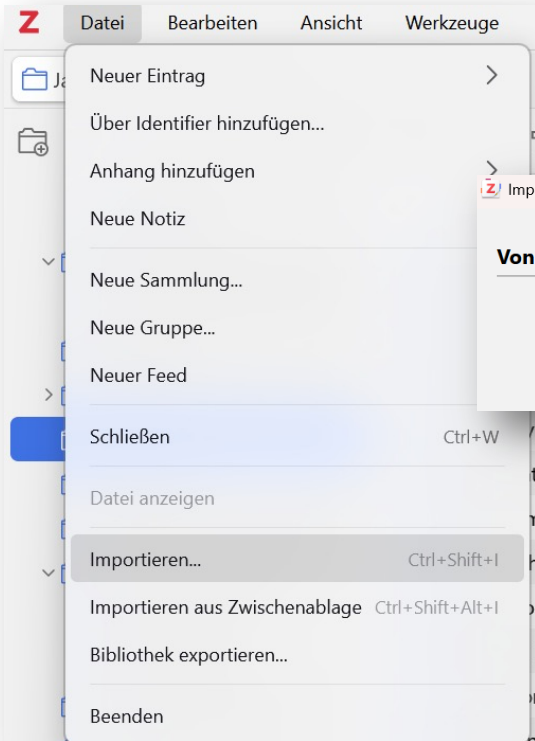 Z Datei Bearbeiten Ansicht Werkzeuge
Ja
Neuer Eintrag
Über Identifier hinzufügen...
Anhang hinzufügen
Z Imp
Neue Notiz
Von
Neue Sammlung...
Neue Gruppe...
Neuer Feed
Schließen Ctrl+W
Datei anzeigen
Importieren... Ctrl+Shift+I
Importieren aus Zwischenablage Ctrl+Shift+Alt+I
Bibliothek exportieren...
Beenden